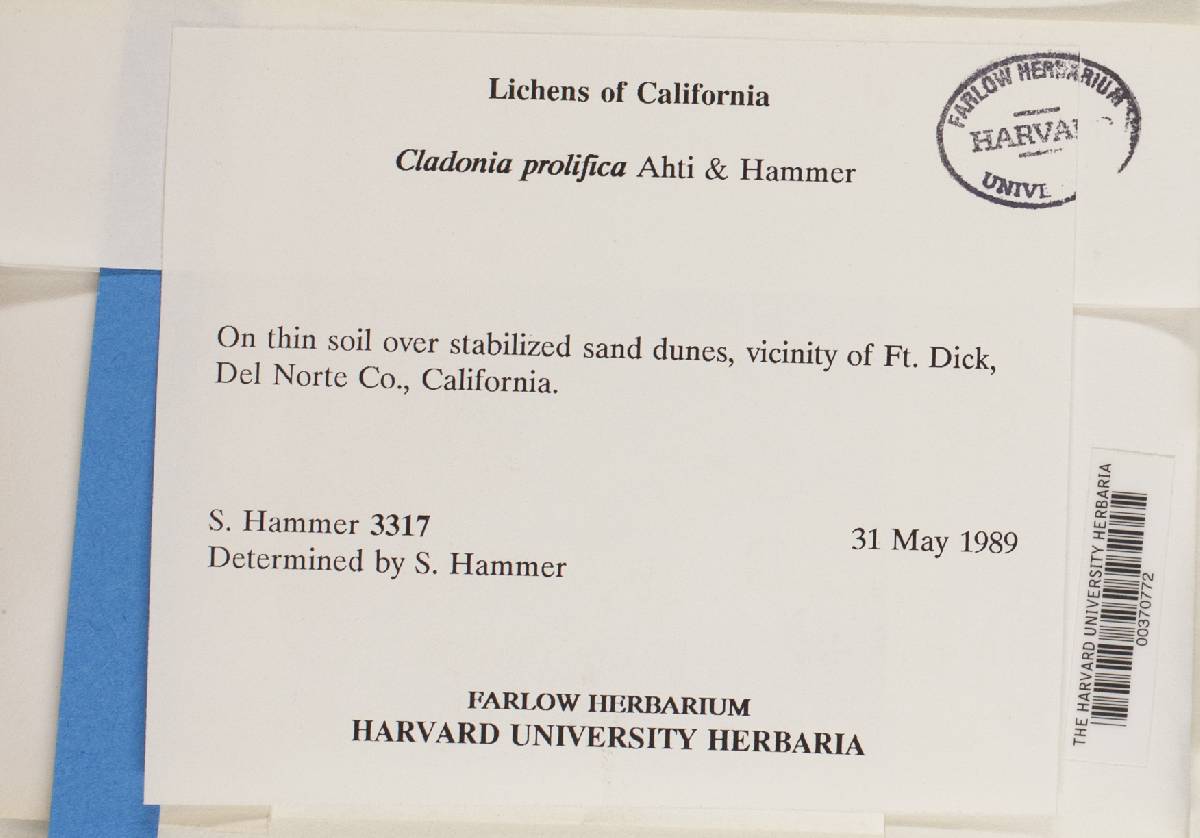 Lichens of California
Cladonia prolifica Ahti & Hammer
FARLOW HERBARIUM
HARVA
UNIVE
On thin soil over stabilized sand dunes, vicinity of Ft. Dick,
Del Norte Co., California.
S. Hammer 3317
31 May 1989
Determined by S. Hammer
FARLOW HERBARIUM
HARVARD UNIVERSITY HERBARIA
THE HARVARD UNIVERSITY HERBARIA
00370772